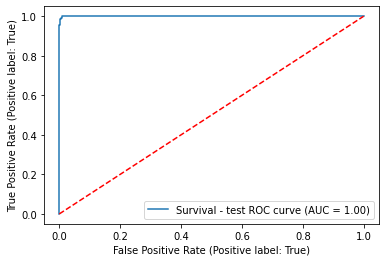 1.0
0.8
0.6
0.4
0.2
0.0
True Positive Rate (Positive label: True)
Survival - test ROC curve (AUC = 1.00)
0.0 0.2 0.4 0.6 0.8 1.0
False Positive Rate (Positive label: True)